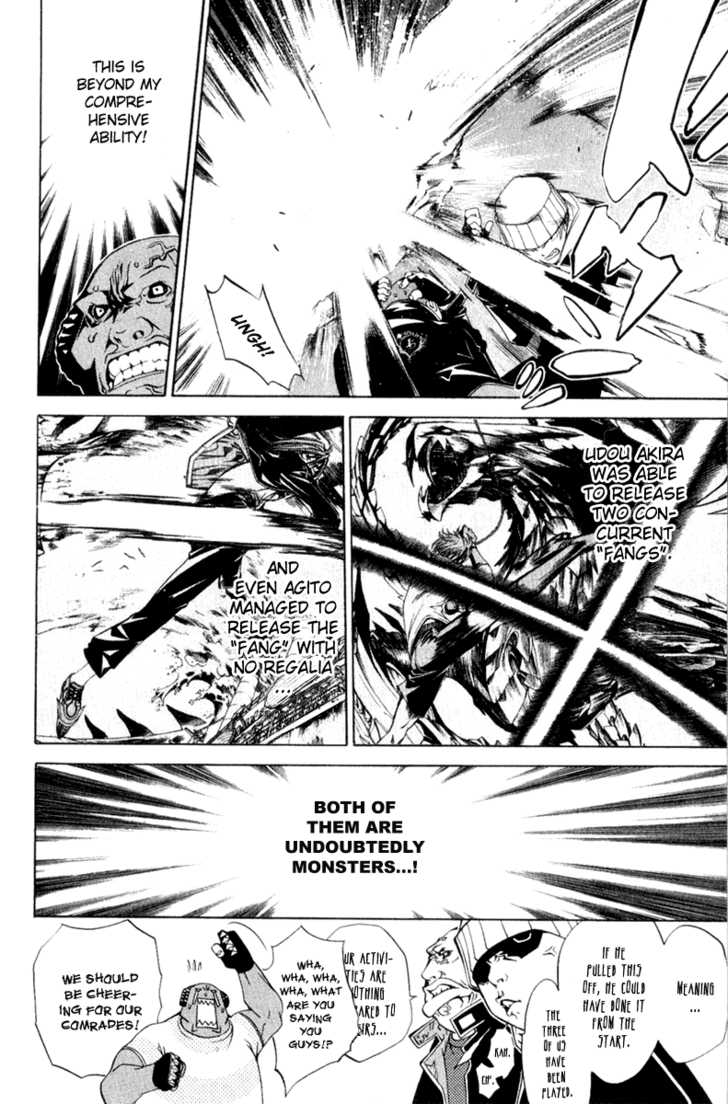 UNGH!
THIS IS
BEYOND MY
COMPRE-
HENSIVE
ABILITY!
UDOU AKIRA
WAS ABLE
TO RELEASE
TWO CON-
CURRENT
"FANGS".
AND
EVEN AGITO
MANAGED TO
RELEASE THE
"FANG" WITH
NO REGALIA
...
BOTH OF
THEM ARE
UNDOUBTEDLY
MONSTERS...!
MEANING
...
IF HE
PULLED THIS
OFF, HE COULD
HAVE DONE IT
FROM THE
START.
THE
THREE
OF US
HAVE
BEEN
PLAYED.
UR ACTIVI-
TIES ARE
OTHING
ARED TO
RS...
WHA,
WHA, WHA,
WHA, WHAT
ARE YOU
SAYING
YOU
GUYS!?
WE SHOULD
BE CHEER-
ING FOR OUR
COMRADES!